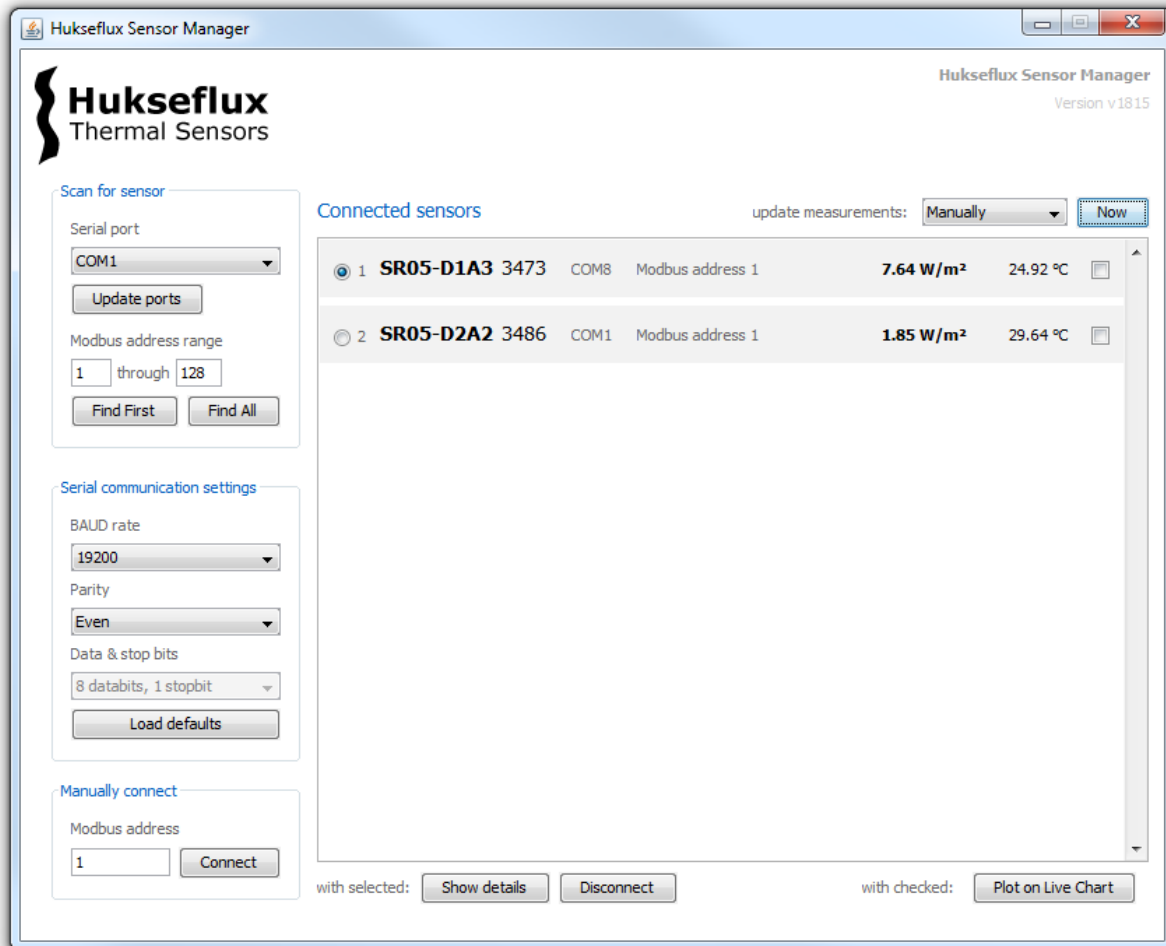 Hukseflux Sensor Manager
Hukseflux Sensor Manager
Version v1815
Hukseflux
Thermal Sensors
Scan for sensor
Serial port
COM1
Update ports
Modbus address range
1 through 128
Find First Find All
Serial communication settings
BAUD rate
19200
Parity
Even
Data & stop bits
8 databits, 1 stopbit
Load defaults
Manually connect
Modbus address
1 Connect
Connected sensors update measurements: Manually Now
1 SR05-D1A3 3473 COM8 Modbus address 1 7.64 W/m² 24.92 ºC
2 SR05-D2A2 3486 COM1 Modbus address 1 1.85 W/m² 29.64 ºC
with selected: Show details Disconnect with checked: Plot on Live Chart